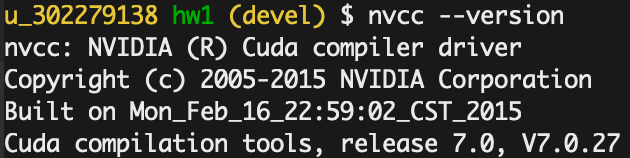 u_302279138 hw1 (devel) $ nvcc --version
nvcc: NVIDIA (R) Cuda compiler driver
Copyright (c) 2005-2015 NVIDIA Corporation
Built on Mon_Feb_16_22:59:02_CST_2015
Cuda compilation tools, release 7.0, V7.0.27